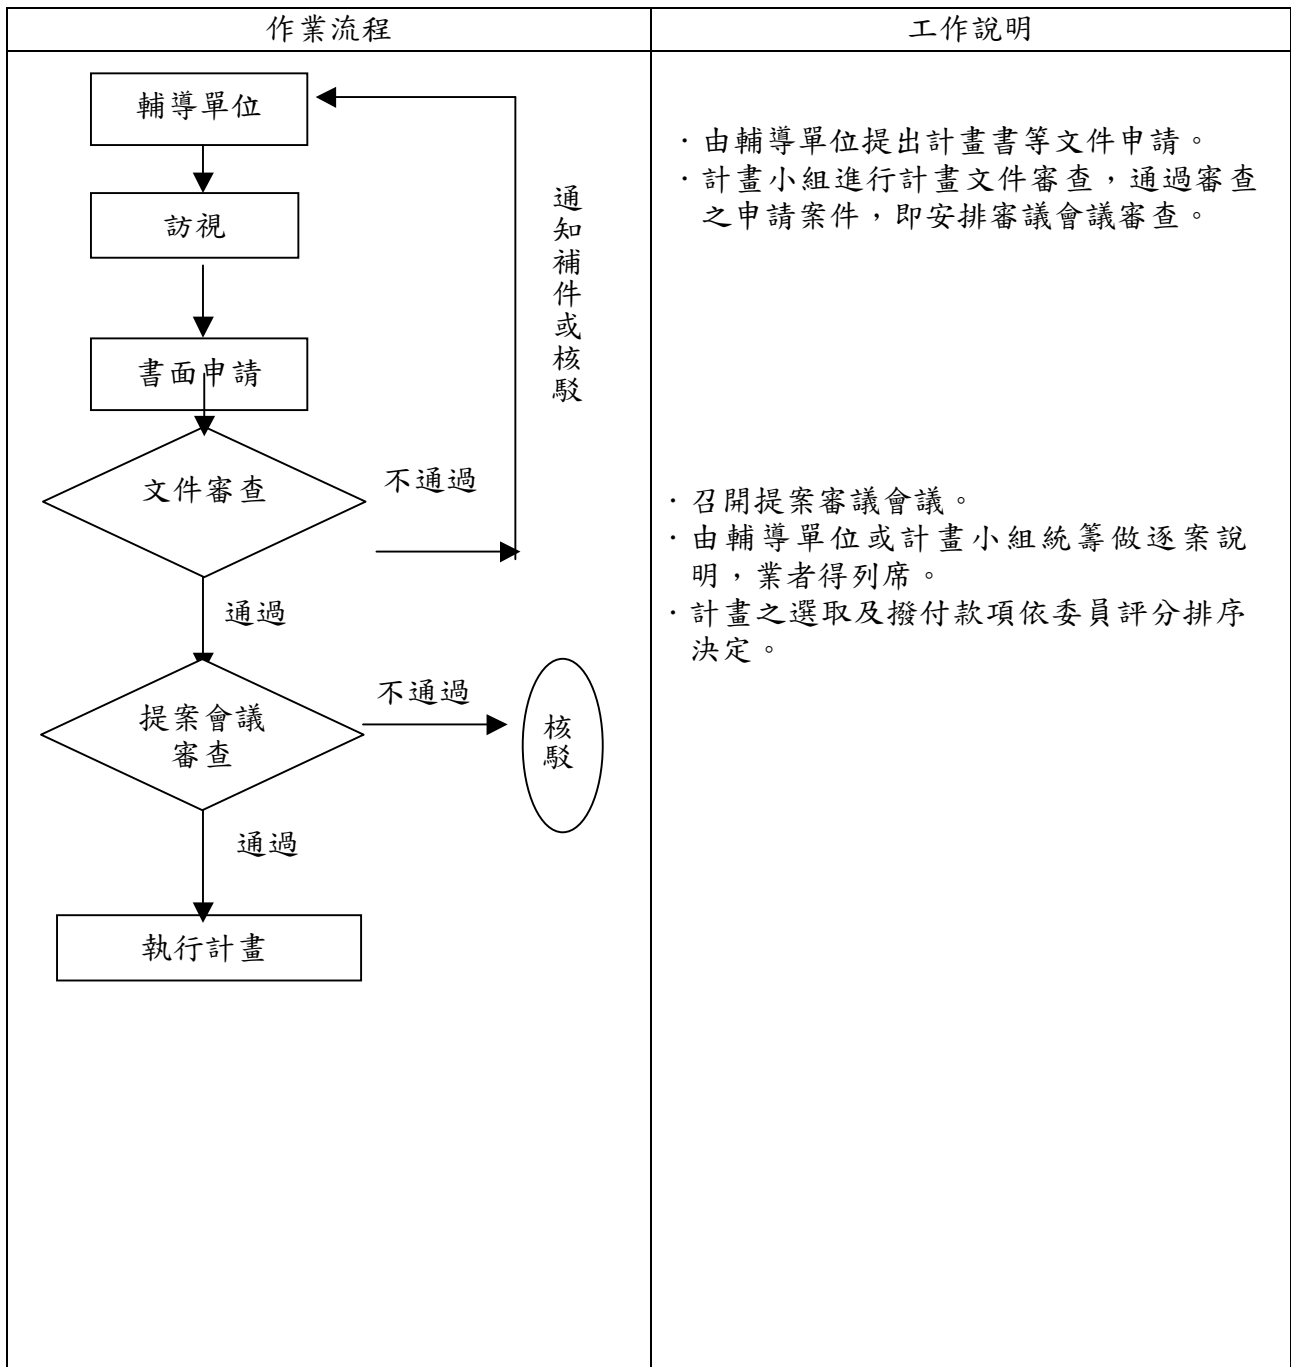 作業流程
工作說明
輔導單位
訪視
書面申請
文件審查
不通過
通知補件或核駁
通過
提案會議
審查
不通過
核駁
通過
執行計畫
·由輔導單位提出計畫書等文件申請。
·計畫小組進行計畫文件審查，通過審查
之申請案件，即安排審議會議審查。
·召開提案審議會議。
·由輔導單位或計畫小組統籌做逐案說
明，業者得列席。
·計畫之選取及撥付款項依委員評分排序
決定。